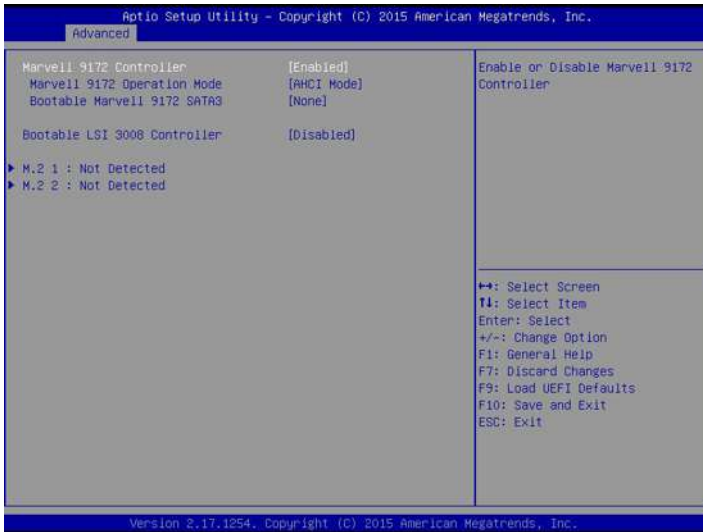 Aptio Setup Utility – Copyright (C) 2015 American Megatrends, Inc.
Advanced
Marvell 9172 Controller [Enabled]
Marvell 9172 Operation Mode [AHCI Mode]
Bootable Marvell 9172 SATA3 [None]
Bootable LSI 3008 Controller [Disabled]
▶ M.2 1 : Not Detected
▶ M.2 2 : Not Detected
Enable or Disable Marvell 9172
Controller
↔: Select Screen
↑↓: Select Item
Enter: Select
+/-: Change Option
F1: General Help
F7: Discard Changes
F9: Load UEFI Defaults
F10: Save and Exit
ESC: Exit
Version 2.17.1254. Copyright (C) 2015 American Megatrends, Inc.